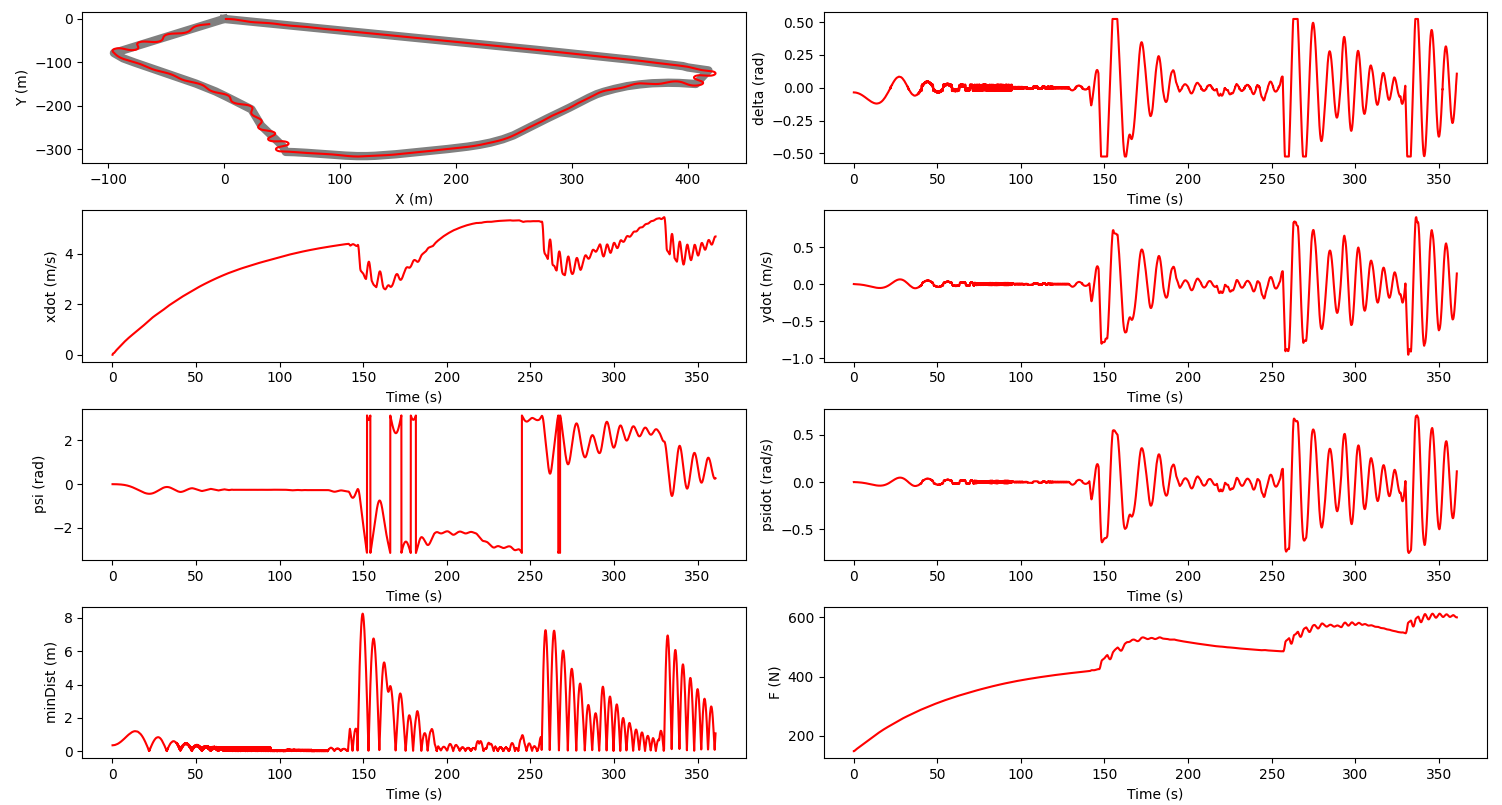 0
−100
−200
−300
Y (m)
−100 0 100 200 300 400
X (m)
0.50
0.25
0.00
−0.25
−0.50
delta (rad)
0 50 100 150 200 250 300 350
Time (s)
4
2
0
xdot (m/s)
0 50 100 150 200 250 300 350
Time (s)
0.5
0.0
−0.5
−1.0
ydot (m/s)
0 50 100 150 200 250 300 350
Time (s)
2
0
−2
psi (rad)
0 50 100 150 200 250 300 350
Time (s)
0.5
0.0
−0.5
psidot (rad/s)
0 50 100 150 200 250 300 350
Time (s)
8
6
4
2
0
minDist (m)
0 50 100 150 200 250 300 350
Time (s)
600
400
200
F (N)
0 50 100 150 200 250 300 350
Time (s)